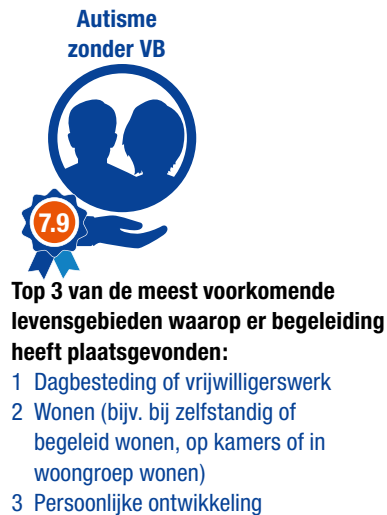 Autisme
zonder VB
7.9
Top 3 van de meest voorkomende
levensgebieden waarop er begeleiding
heeft plaatsgevonden:
1 Dagbesteding of vrijwilligerswerk
2 Wonen (bijv. bij zelfstandig of
begeleid wonen, op kamers of in
woongroep wonen)
3 Persoonlijke ontwikkeling